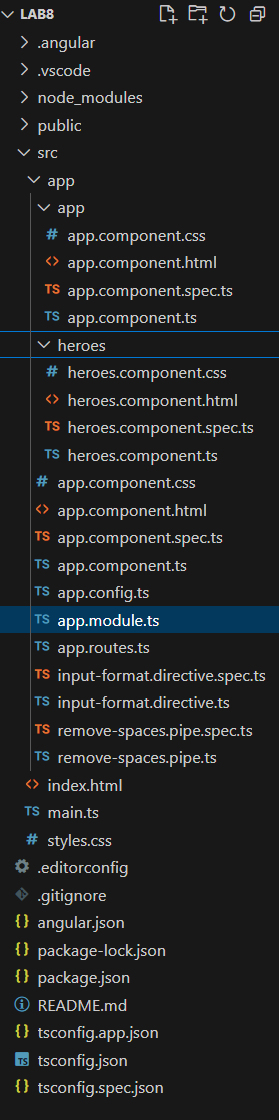 LAB8
.angular
.vscode
node_modules
public
src
app
app
# app.component.css
<> app.component.html
TS app.component.spec.ts
TS app.component.ts
heroes
# heroes.component.css
<> heroes.component.html
TS heroes.component.spec.ts
TS heroes.component.ts
# app.component.css
<> app.component.html
TS app.component.spec.ts
TS app.component.ts
TS app.config.ts
TS app.module.ts
TS app.routes.ts
TS input-format.directive.spec.ts
TS input-format.directive.ts
TS remove-spaces.pipe.spec.ts
TS remove-spaces.pipe.ts
<> index.html
TS main.ts
# styles.css
.editorconfig
.gitignore
{} angular.json
{} package-lock.json
{} package.json
README.md
{} tsconfig.app.json
TS tsconfig.json
{} tsconfig.spec.json